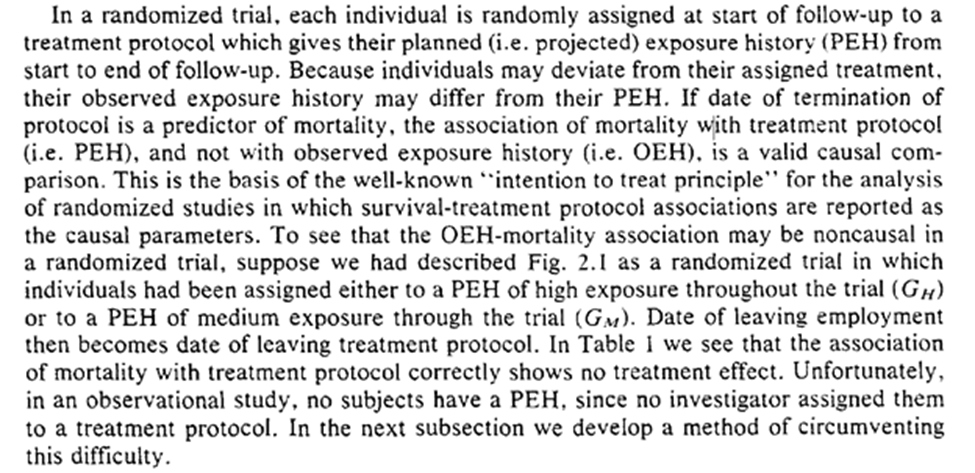 In a randomized trial, each individual is randomly assigned at start of follow-up to a
treatment protocol which gives their planned (i.e. projected) exposure history (PEH) from
start to end of follow-up. Because individuals may deviate from their assigned treatment,
their observed exposure history may differ from their PEH. If date of termination of
protocol is a predictor of mortality, the association of mortality with treatment protocol
(i.e. PEH), and not with observed exposure history (i.e. OEH), is a valid causal com-
parison. This is the basis of the well-known “intention to treat principle” for the analysis
of randomized studies in which survival-treatment protocol associations are reported as
the causal parameters. To see that the OEH-mortality association may be noncausal in
a randomized trial, suppose we had described Fig. 2.1 as a randomized trial in which
individuals had been assigned either to a PEH of high exposure throughout the trial (G_H)
or to a PEH of medium exposure through the trial (G_M). Date of leaving employment
then becomes date of leaving treatment protocol. In Table 1 we see that the association
of mortality with treatment protocol correctly shows no treatment effect. Unfortunately,
in an observational study, no subjects have a PEH, since no investigator assigned them
to a treatment protocol. In the next subsection we develop a method of circumventing
this difficulty.